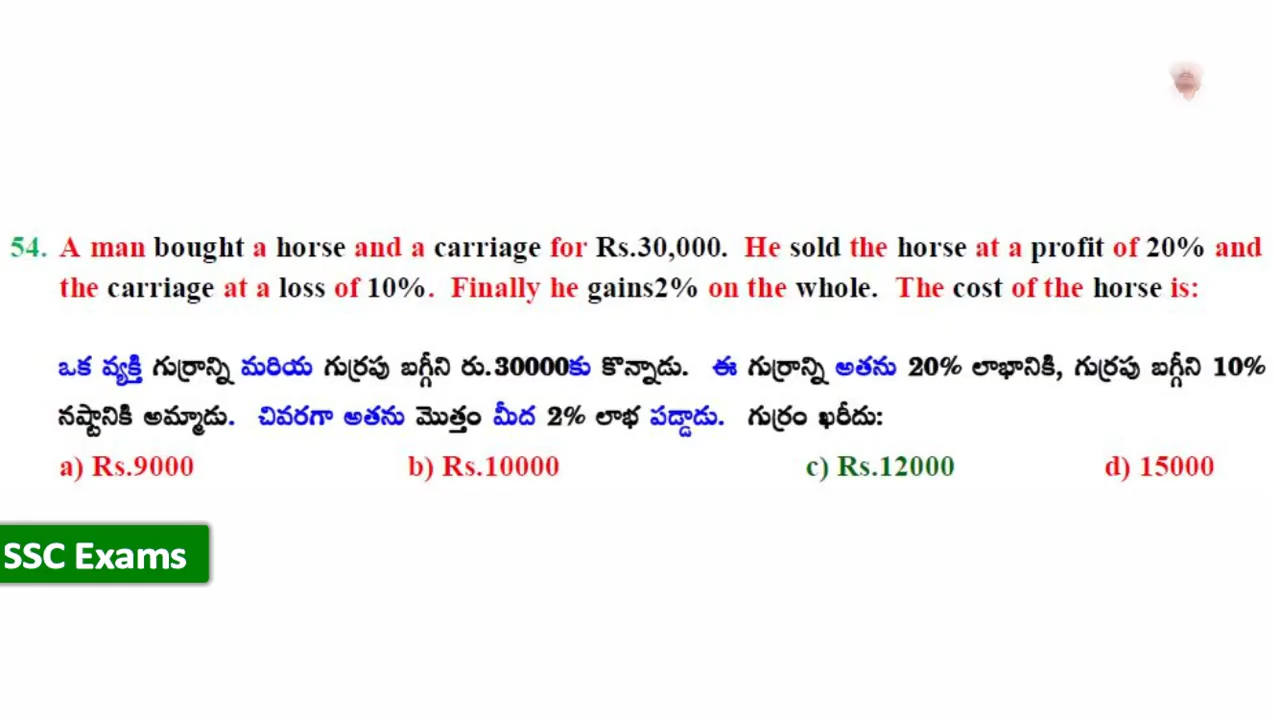 54. A man bought a horse and a carriage for Rs.30,000. He sold the horse at a profit of 20% and
the carriage at a loss of 10%. Finally he gains2% on the whole. The cost of the horse is:
ఒక వ్యక్తి గుర్రాన్ని మరియ గుర్రపు బగ్గీని రు.30000కు కొన్నాడు. ఈ గుర్రాన్ని అతను 20% లాభానికి, గుర్రపు బగ్గీని 10%
నష్టానికి అమ్మాడు. చివరగా అతను మొత్తం మీద 2% లాభ పడ్డాడు. గుర్రం ఖరీదు:
a) Rs.9000 b) Rs.10000 c) Rs.12000 d) 15000
SSC Exams